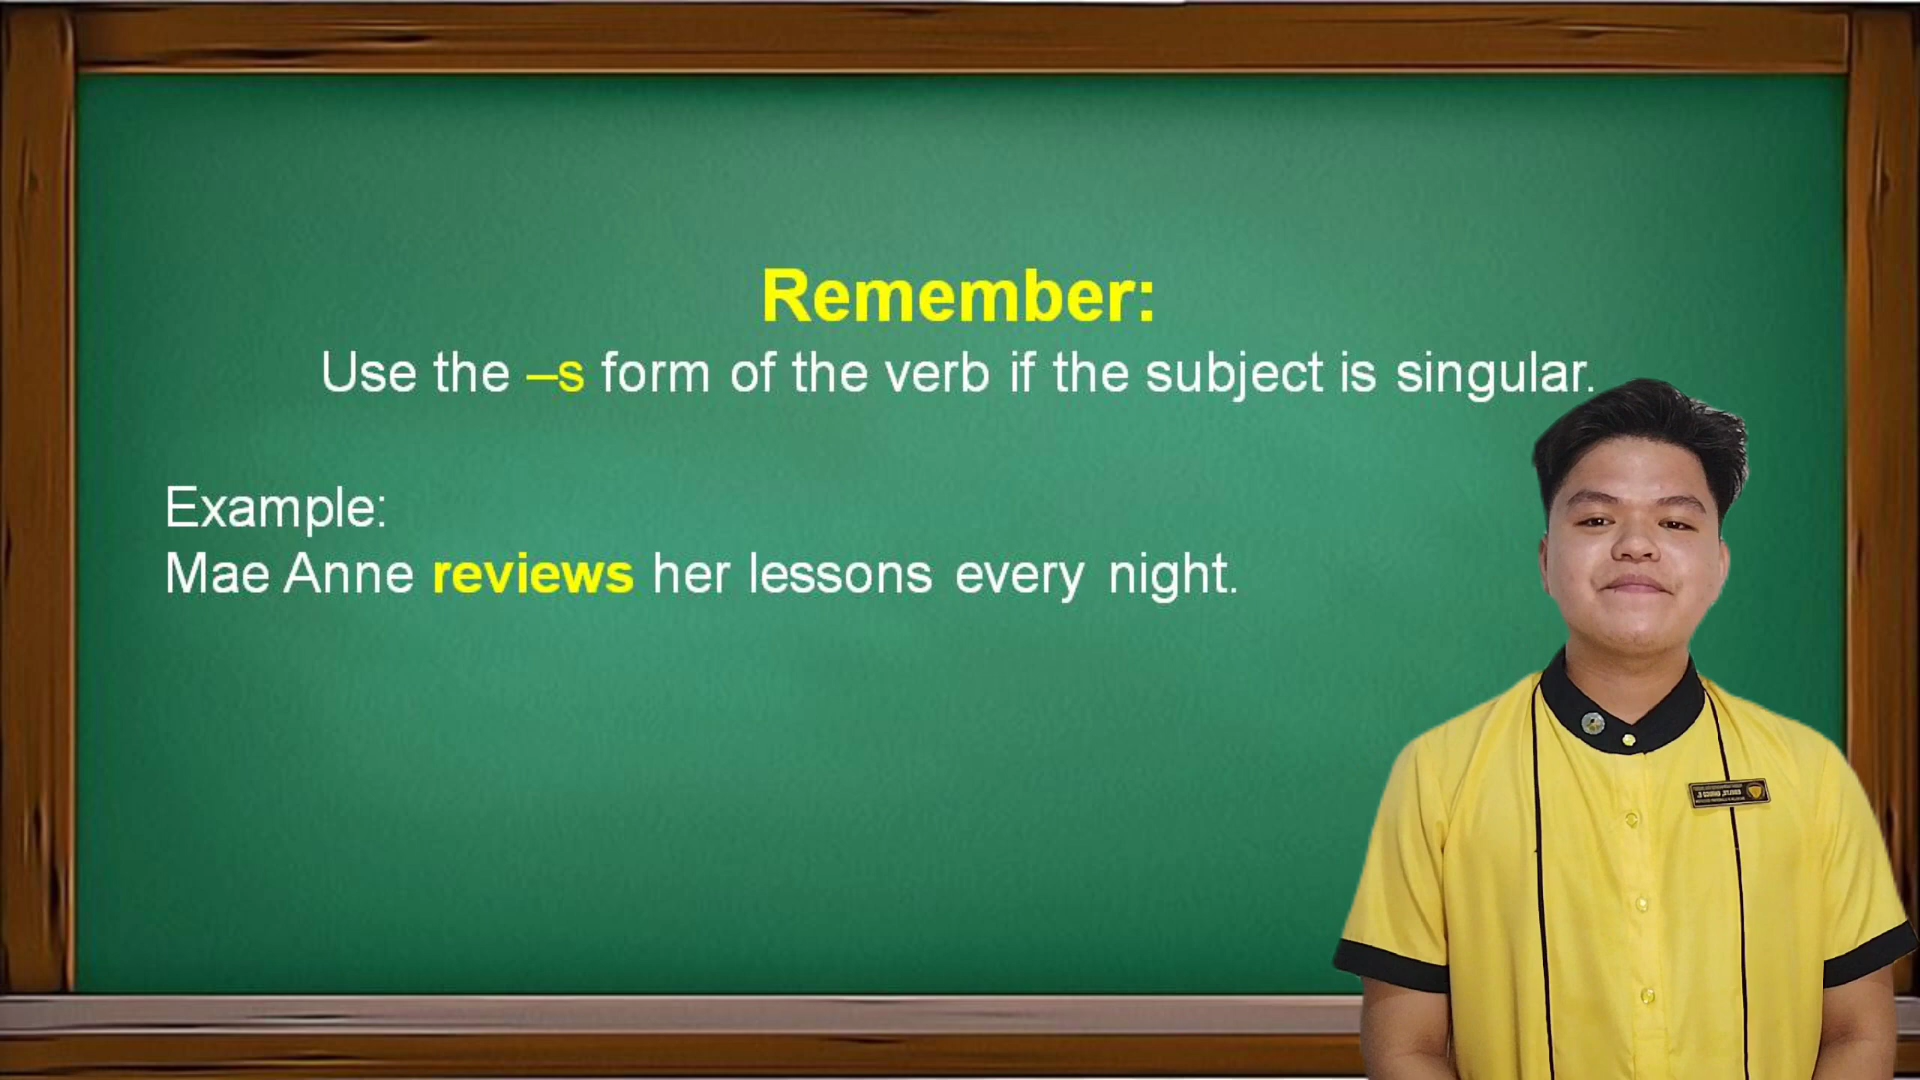 Remember:
Use the –s form of the verb if the subject is singular.
Example:
Mae Anne reviews her lessons every night.